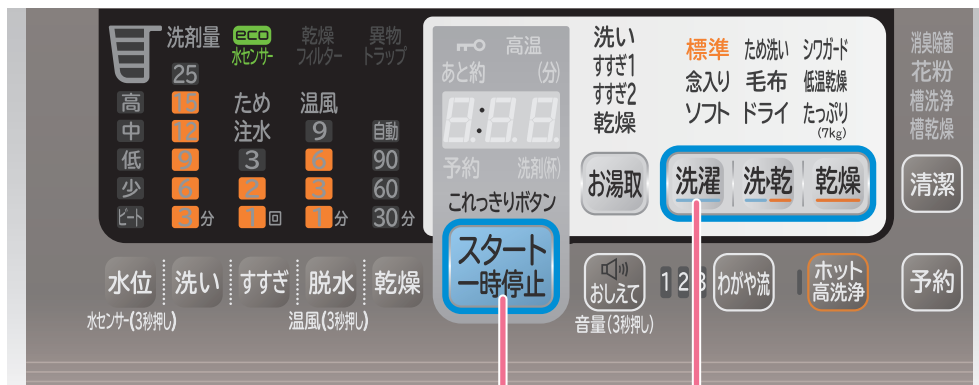 洗剤量
eco
水センサー
乾燥
フィルター
異物
トラップ
25
高 15 ため 温風
中 12 注水 9 自動
低 9 3 6 90
少 6 2 3 60
ビート 3分 1回 1分 30分
水位
洗い
すすぎ
脱水
乾燥
水センサー(3秒押し)
温風(3秒押し)
高温
あと約 (分)
8:88
予約 洗剤(杯)
これっきりボタン
スタート
一時停止
洗い
すすぎ1
すすぎ2
乾燥
標準 ため洗い シワガード
念入り 毛布 低温乾燥
ソフト ドライ たっぷり
(7kg)
お湯取
洗濯
洗›乾
乾燥
おしえて
音量(3秒押し)
1 2 3
わがや流
ホット
高洗浄
消臭除菌
花粉
槽洗浄
槽乾燥
清潔
予約